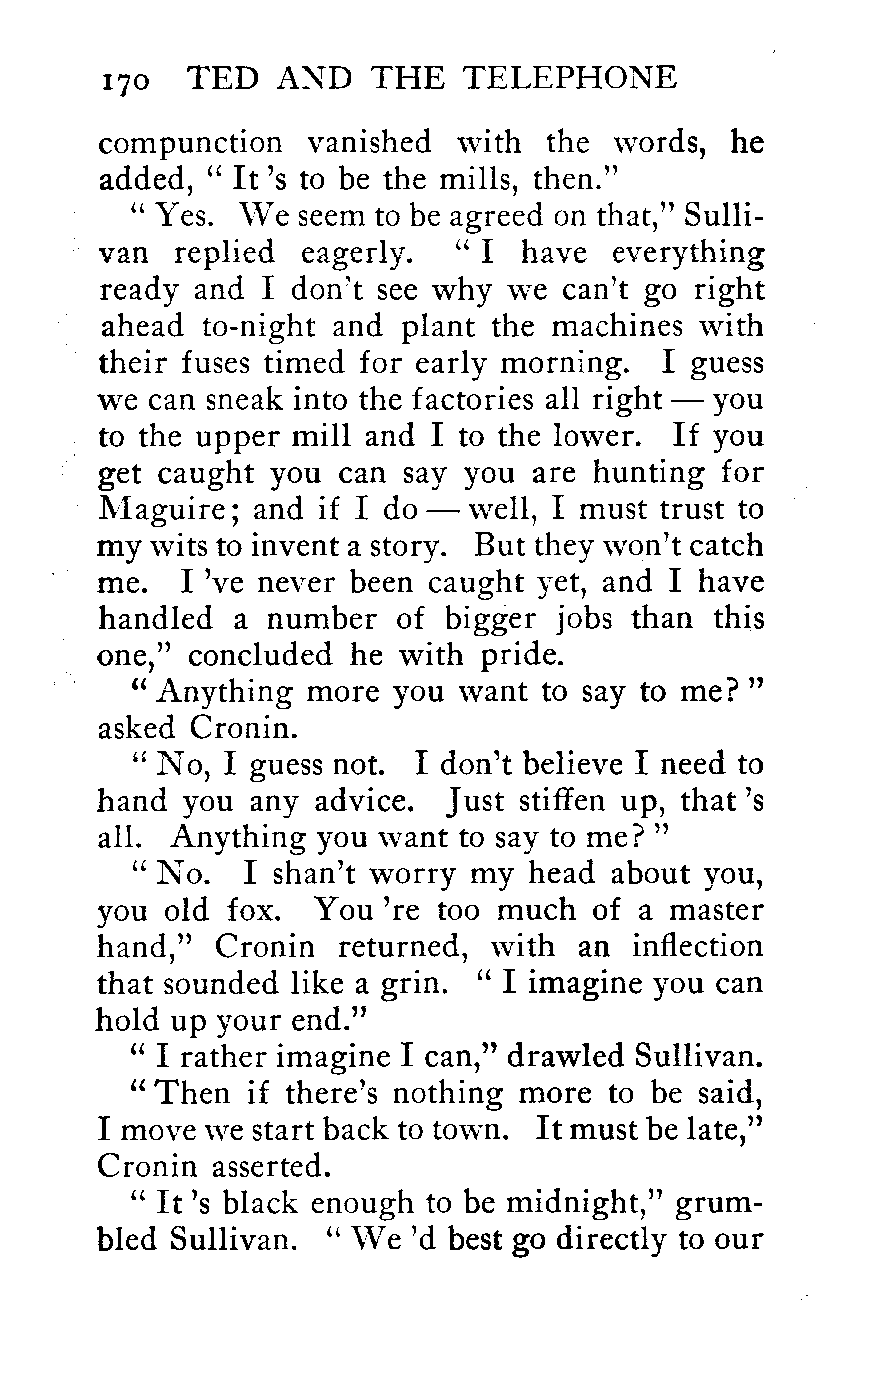 170 TED AND THE TELEPHONE
compunction vanished with the words, he
added, “ It 's to be the mills, then.”
“ Yes. We seem to be agreed on that,” Sulli-
van replied eagerly. “ I have everything
ready and I don't see why we can't go right
ahead to-night and plant the machines with
their fuses timed for early morning. I guess
we can sneak into the factories all right — you
to the upper mill and I to the lower. If you
get caught you can say you are hunting for
Maguire; and if I do — well, I must trust to
my wits to invent a story. But they won't catch
me. I 've never been caught yet, and I have
handled a number of bigger jobs than this
one,” concluded he with pride.
“ Anything more you want to say to me? ”
asked Cronin.
“ No, I guess not. I don't believe I need to
hand you any advice. Just stiffen up, that 's
all. Anything you want to say to me? ”
“ No. I shan't worry my head about you,
you old fox. You 're too much of a master
hand,” Cronin returned, with an inflection
that sounded like a grin. “ I imagine you can
hold up your end.”
“ I rather imagine I can,” drawled Sullivan.
“ Then if there's nothing more to be said,
I move we start back to town. It must be late,”
Cronin asserted.
“ It 's black enough to be midnight,” grum-
bled Sullivan. “ We 'd best go directly to our